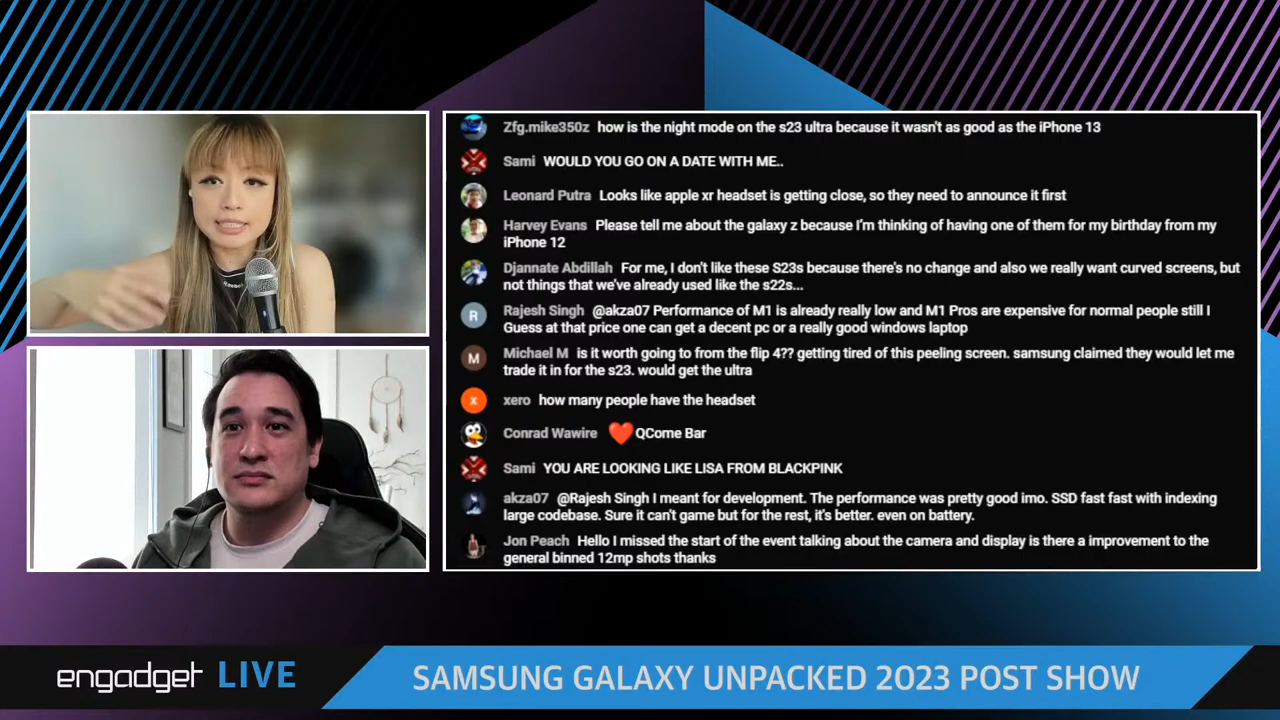 Zfg.mike350z how is the night mode on the s23 ultra because it wasn't as good as the iPhone 13
Sami WOULD YOU GO ON A DATE WITH ME..
Leonard Putra Looks like apple xr headset is getting close, so they need to announce it first
Harvey Evans Please tell me about the galaxy z because I'm thinking of having one of them for my birthday from my
iPhone 12
Djannate Abdillah For me, I don't like these S23s because there's no change and also we really want curved screens, but
not things that we've already used like the s22s...
R
Rajesh Singh @akza07 Performance of M1 is already really low and M1 Pros are expensive for normal people still I
Guess at that price one can get a decent pc or a really good windows laptop
M
Michael M is it worth going to from the flip 4?? getting tired of this peeling screen. samsung claimed they would let me
trade it in for the s23. would get the ultra
x
xero how many people have the headset
Conrad Wawire ❤QCome Bar
Sami YOU ARE LOOKING LIKE LISA FROM BLACKPINK
akza07 @Rajesh Singh I meant for development. The performance was pretty good imo. SSD fast fast with indexing
large codebase. Sure it can't game but for the rest, it's better. even on battery.
Jon Peach Hello I missed the start of the event talking about the camera and display is there a improvement to the
general binned 12mp shots thanks
engadget LIVE
SAMSUNG GALAXY UNPACKED 2023 POST SHOW